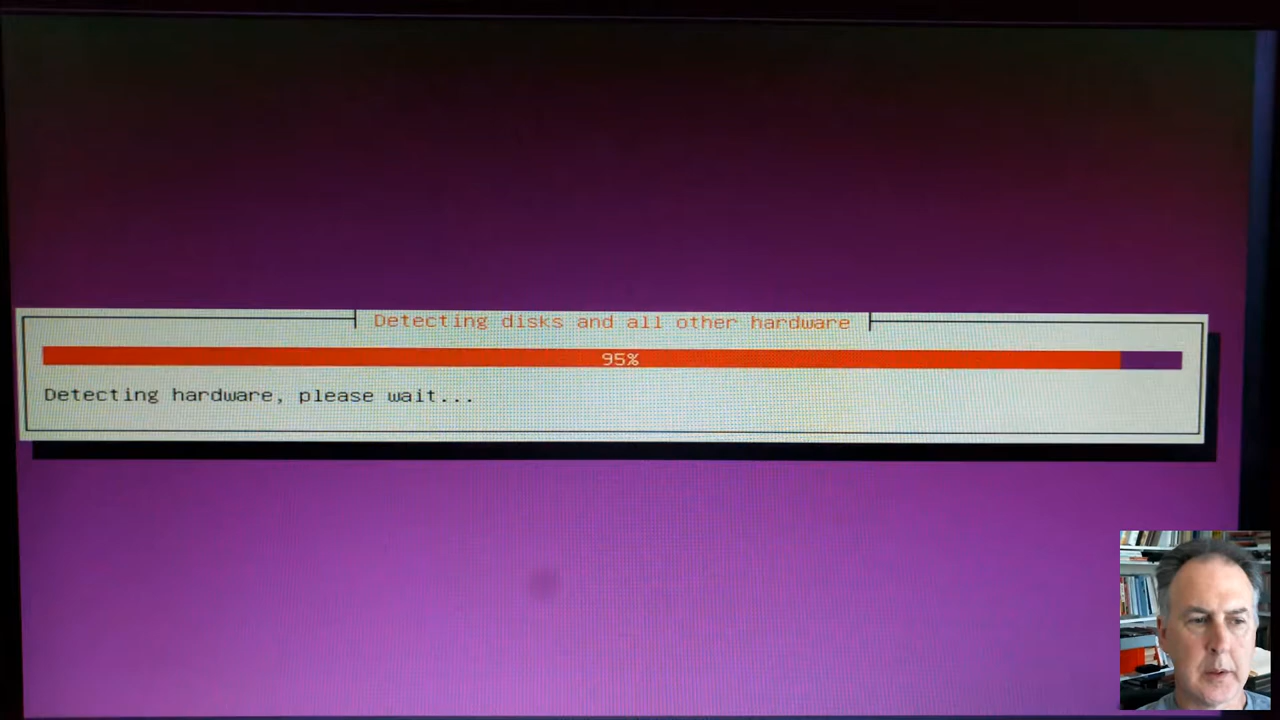 Detecting disks and all other hardware
95%
Detecting hardware, please wait...